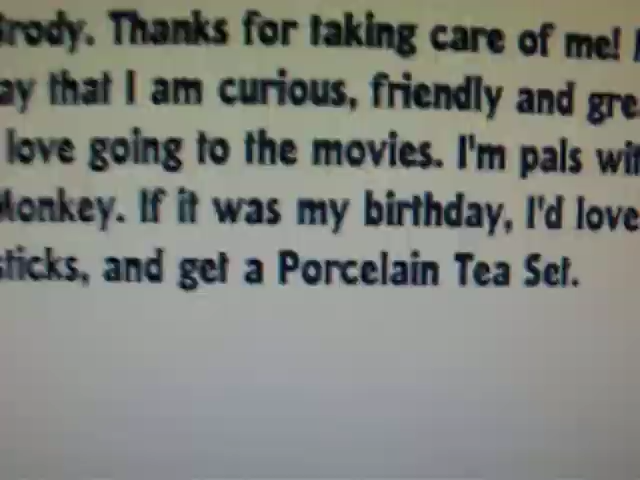 Brody. Thanks for taking care of me!
ay that I am curious, friendly and gre
love going to the movies. I'm pals wit
Monkey. If it was my birthday, I'd love
sticks, and get a Porcelain Tea Set.